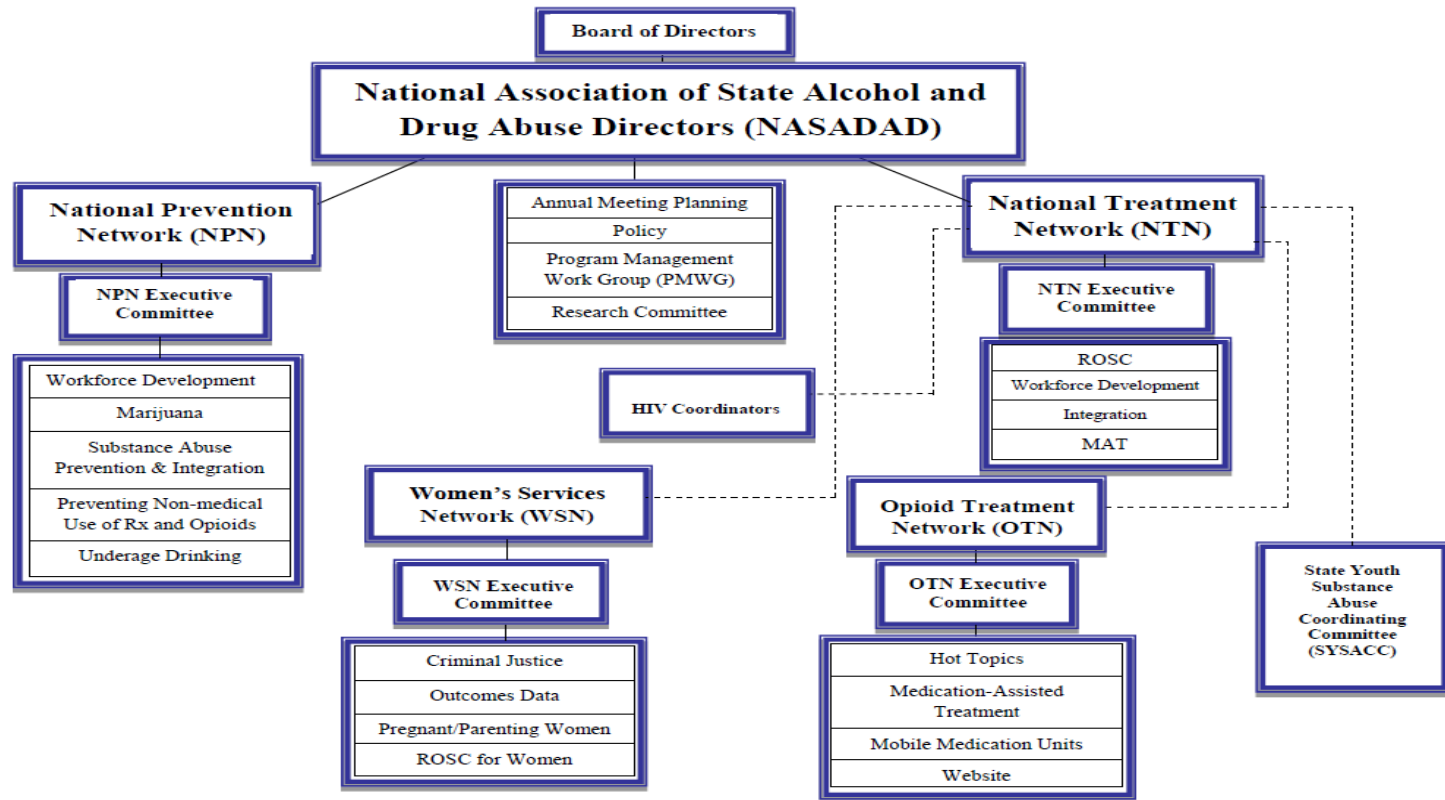 Board of Directors
National Association of State Alcohol and
Drug Abuse Directors (NASADAD)
National Prevention
Network (NPN)
NPN Executive
Committee
Workforce Development
Marijuana
Substance Abuse
Prevention & Integration
Preventing Non-medical
Use of Rx and Opioids
Underage Drinking
Annual Meeting Planning
Policy
Program Management
Work Group (PMWG)
Research Committee
National Treatment
Network (NTN)
NTN Executive
Committee
ROSC
Workforce Development
Integration
MAT
HIV Coordinators
Women's Services
Network (WSN)
WSN Executive
Committee
Criminal Justice
Outcomes Data
Pregnant/Parenting Women
ROSC for Women
Opioid Treatment
Network (OTN)
OTN Executive
Committee
Hot Topics
Medication-Assisted
Treatment
Mobile Medication Units
Website
State Youth
Substance
Abuse
Coordinating
Committee
(SYSACC)